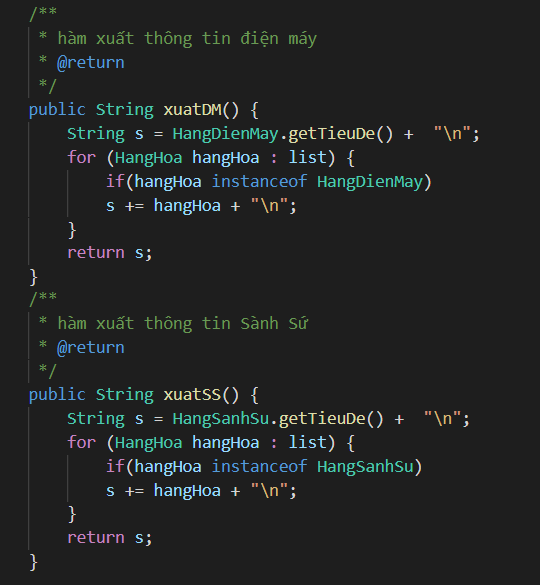 /**
 * hàm xuất thông tin điện máy
 * @return
 */
public String xuatDM() {
    String s = HangDienMay.getTieuDe() +  "\n";
    for (HangHoa hangHoa : list) {
        if(hangHoa instanceof HangDienMay)
        s += hangHoa + "\n";
    }
    return s;
}
/**
 * hàm xuất thông tin Sành Sứ
 * @return
 */
public String xuatSS() {
    String s = HangSanhSu.getTieuDe() +  "\n";
    for (HangHoa hangHoa : list) {
        if(hangHoa instanceof HangSanhSu)
        s += hangHoa + "\n";
    }
    return s;
}